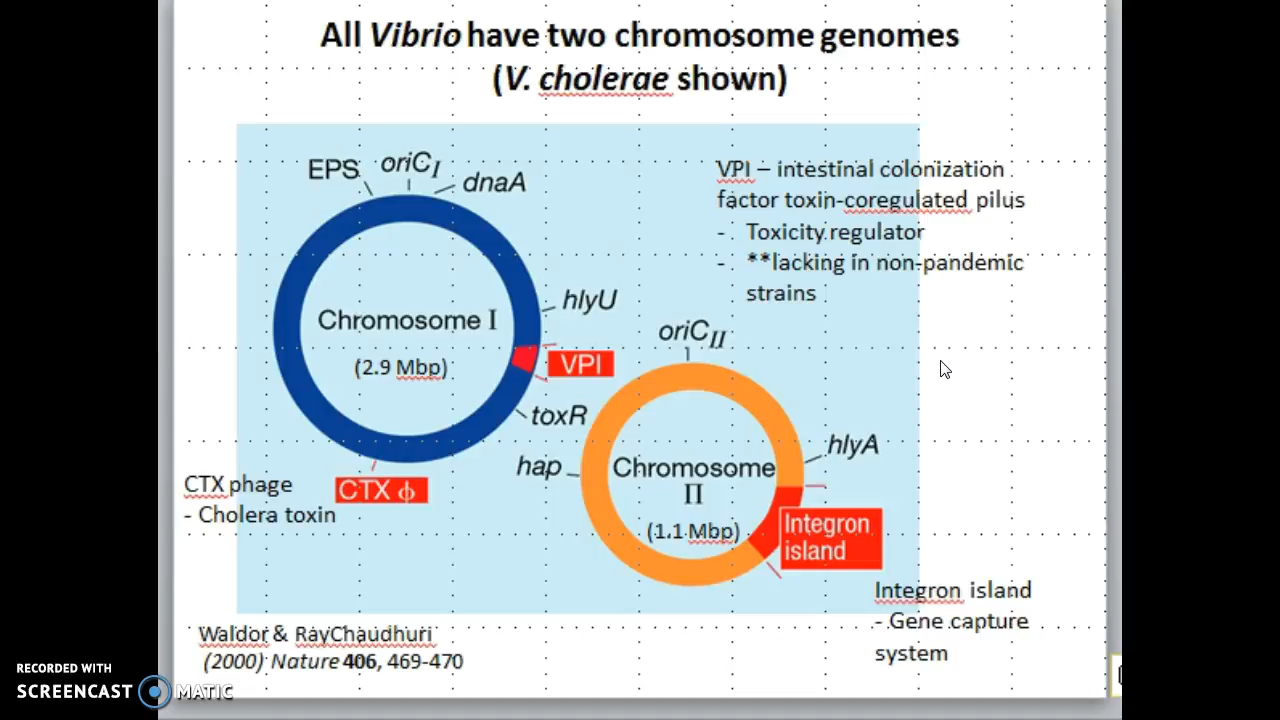 All Vibrio have two chromosome genomes
(V. cholerae shown)
EPS
oriC I
dnaA
VPI – intestinal colonization
factor toxin-coregulated pilus
- Toxicity regulator
- **lacking in non-pandemic
strains
hlyU
Chromosome I
(2.9 Mbp)
VPI
oriC II
toxR
hap
hlyA
Chromosome
II
(1.1 Mbp)
CTX phage
- Cholera toxin
CTX ϕ
Integron
island
Integron island
- Gene capture
system
Waldor & RayChaudhuri
(2000) Nature 406, 469-470
RECORDED WITH
SCREENCAST MATIC